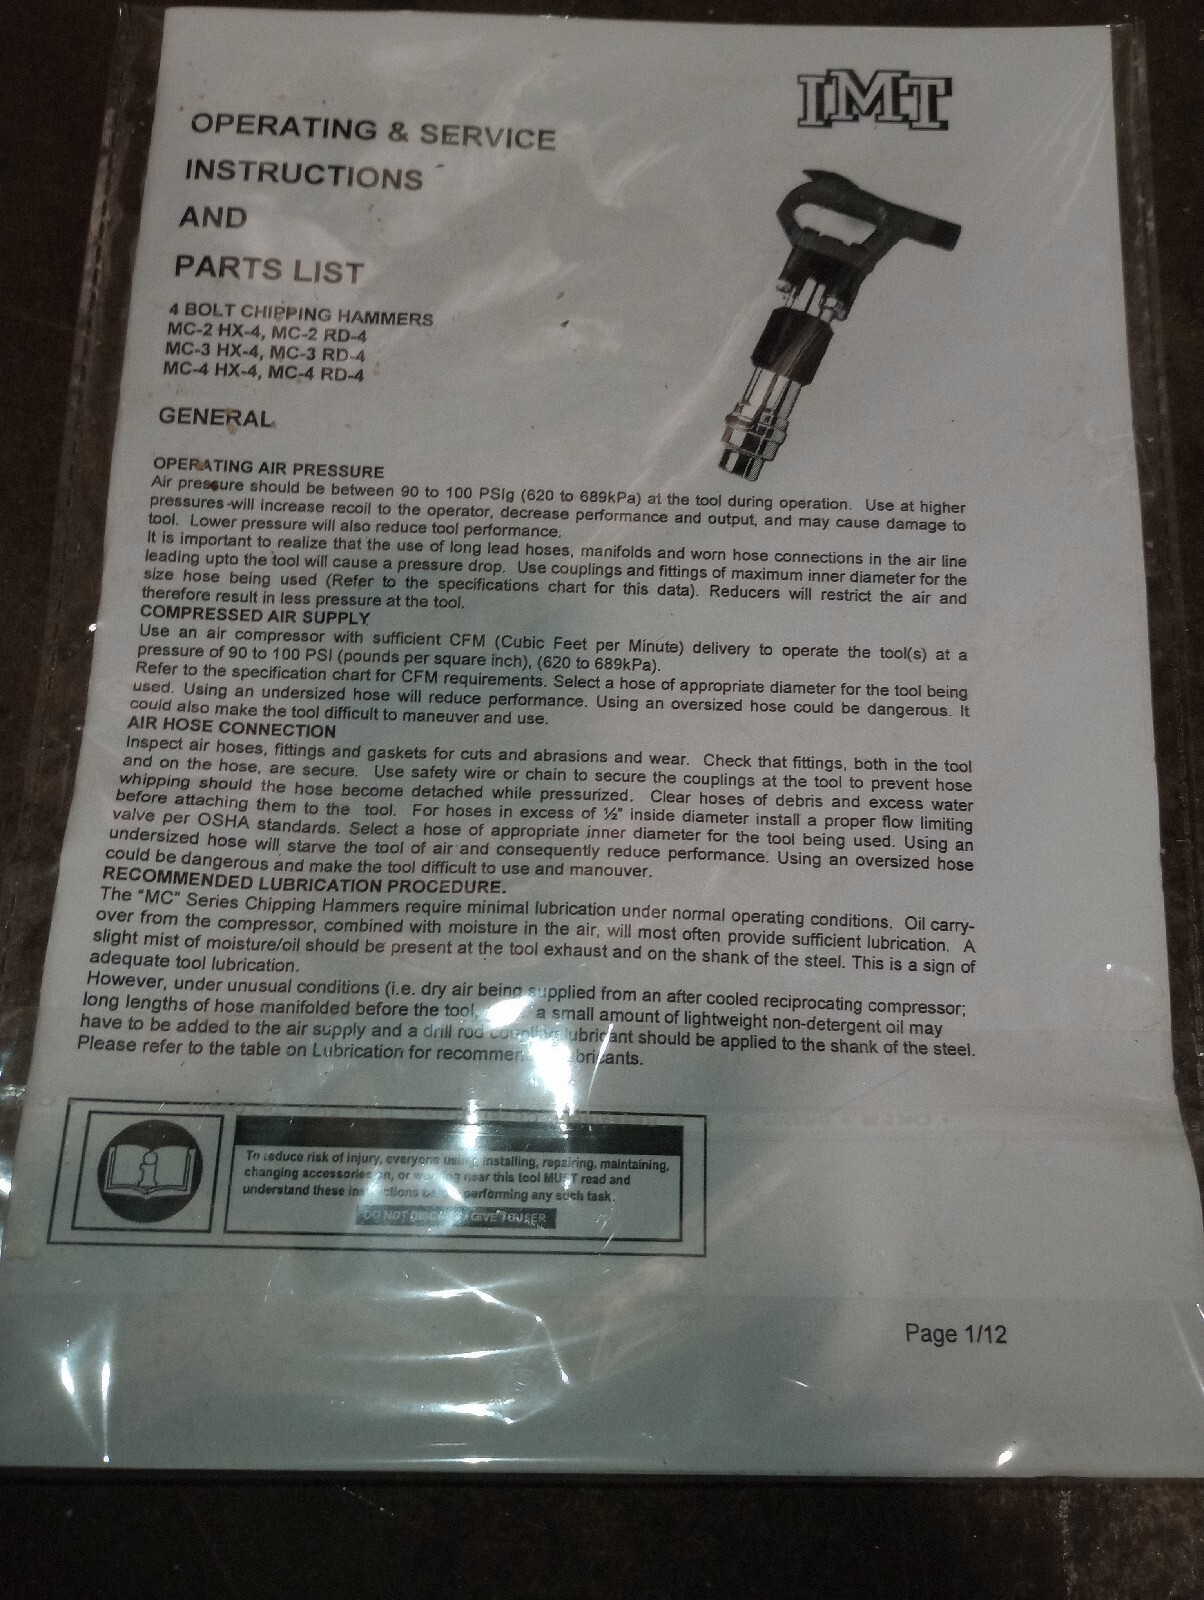 IMT
OPERATING & SERVICE
INSTRUCTIONS
AND
PARTS LIST
4 BOLT CHIPPING HAMMERS
MC-2 HX-4, MC-2 RD-4
MC-3 HX-4, MC-3 RD-4
MC-4 HX-4, MC-4 RD-4
GENERAL
OPERATING AIR PRESSURE
Air pressure should be between 90 to 100 PSIg (620 to 689kPa) at the tool during operation. Use at higher
pressures will increase recoil to the operator, decrease performance and output, and may cause damage to
tool. Lower pressure will also reduce tool performance.
It is important to realize that the use of long lead hoses, manifolds and worn hose connections in the air line
leading upto the tool will cause a pressure drop. Use couplings and fittings of maximum inner diameter for the
size hose being used (Refer to the specifications chart for this data). Reducers will restrict the air and
therefore result in less pressure at the tool.
COMPRESSED AIR SUPPLY
Use an air compressor with sufficient CFM (Cubic Feet per Minute) delivery to operate the tool(s) at a
pressure of 90 to 100 PSI (pounds per square inch), (620 to 689kPa).
Refer to the specification chart for CFM requirements. Select a hose of appropriate diameter for the tool being
used. Using an undersized hose will reduce performance. Using an oversized hose could be dangerous. It
could also make the tool difficult to maneuver and use.
AIR HOSE CONNECTION
Inspect air hoses, fittings and gaskets for cuts and abrasions and wear. Check that fittings, both in the tool
and on the hose, are secure. Use safety wire or chain to secure the couplings at the tool to prevent hose
whipping should the hose become detached while pressurized. Clear hoses of debris and excess water
before attaching them to the tool. For hoses in excess of ½" inside diameter install a proper flow limiting
valve per OSHA standards. Select a hose of appropriate inner diameter for the tool being used. Using an
undersized hose will starve the tool of air and consequently reduce performance. Using an oversized hose
could be dangerous and make the tool difficult to use and manouver.
RECOMMENDED LUBRICATION PROCEDURE.
The "MC" Series Chipping Hammers require minimal lubrication under normal operating conditions. Oil carry-
over from the compressor, combined with moisture in the air, will most often provide sufficient lubrication. A
slight mist of moisture/oil should be present at the tool exhaust and on the shank of the steel. This is a sign of
adequate tool lubrication.
However, under unusual conditions (i.e. dry air being supplied from an after cooled reciprocating compressor;
long lengths of hose manifolded before the tool, a small amount of lightweight non-detergent oil may
have to be added to the air supply and a drill rod coupling lubricant should be applied to the shank of the steel.
Please refer to the table on Lubrication for
To reduce risk of injury, everyone using, installing, repairing, maintaining,
changing accessories on, or working near this tool MUST read and
understand these performing any such task.
DO NOT GIVE TO USER
Page 1/12